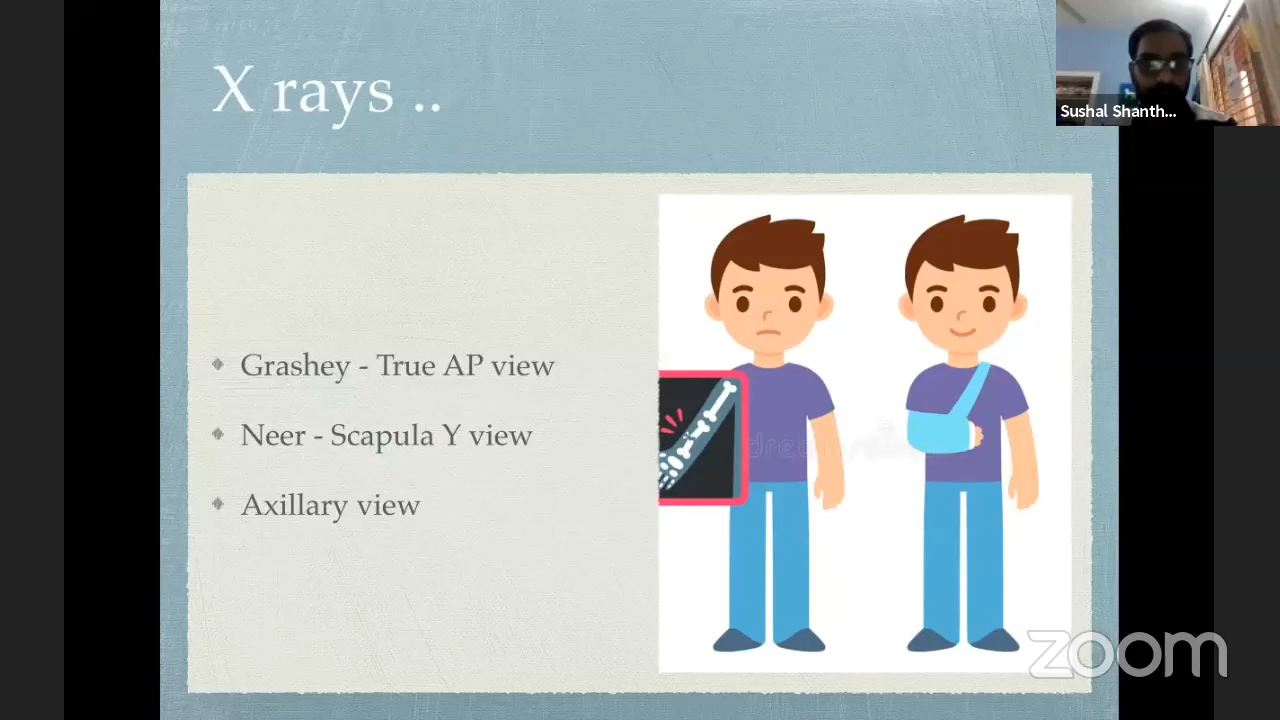 X rays ..
Sushal Shanth...
Grashey - True AP view
Neer - Scapula Y view
Axillary view
zoom